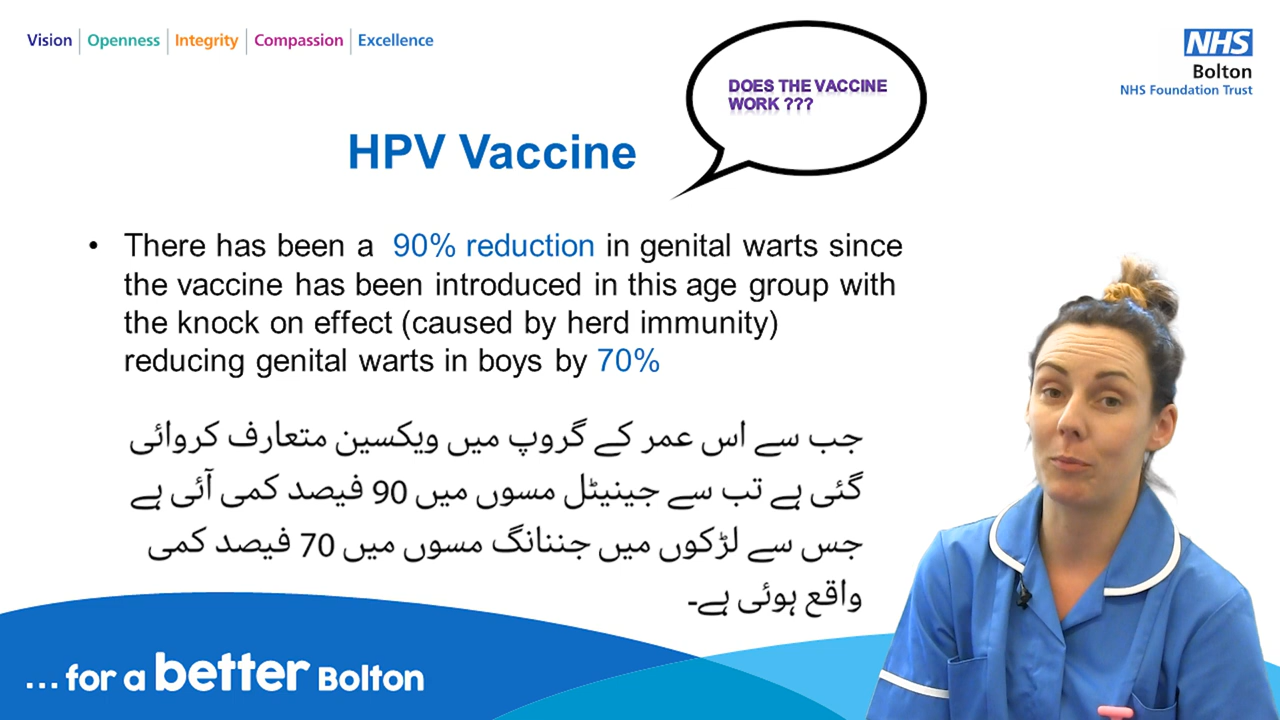 Vision Openness Integrity Compassion Excellence
NHS
Bolton
NHS Foundation Trust
DOES THE VACCINE
WORK ???
HPV Vaccine
• There has been a 90% reduction in genital warts since
the vaccine has been introduced in this age group with
the knock on effect (caused by herd immunity)
reducing genital warts in boys by 70%
جب سے اس عمر کے گروپ میں ویکسین متعارف کروائی
گئی ہے تب سے جینیٹل مسوں میں 90 فیصد کمی آئی ہے
جس سے لڑکوں میں جننانگ مسوں میں 70 فیصد کمی
واقع ہوئی ہے۔
...for a better Bolton